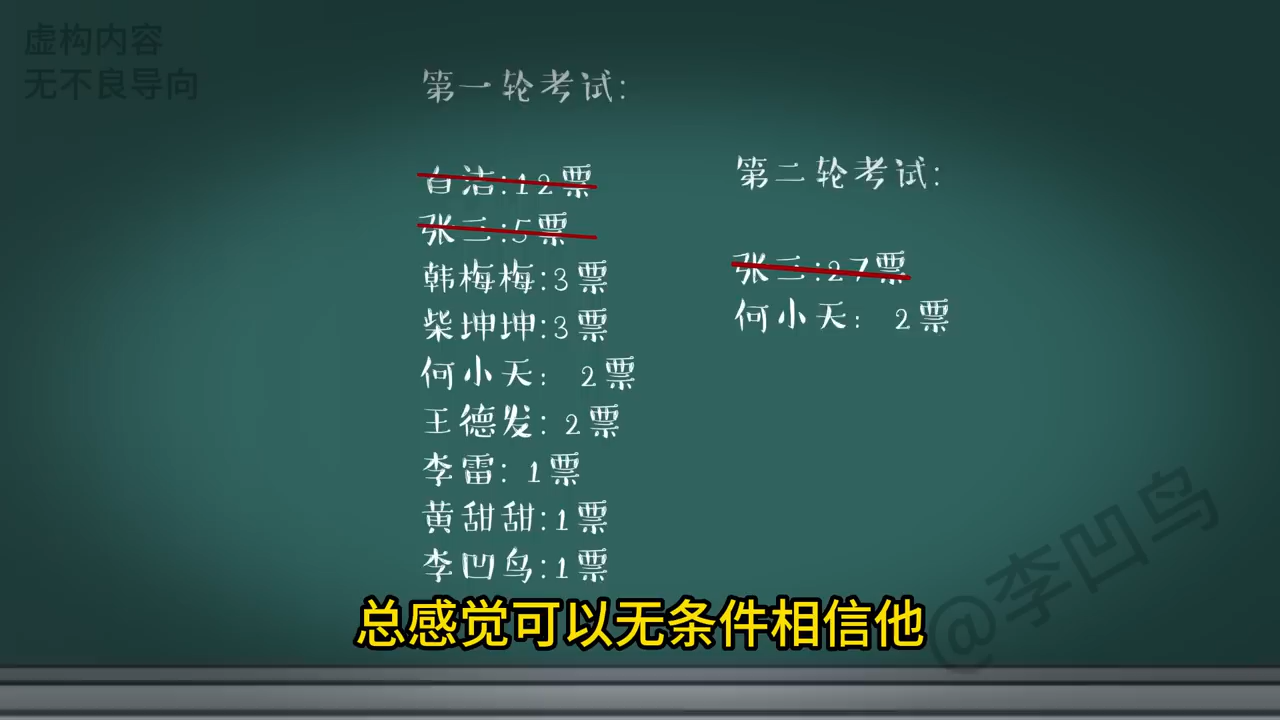 虚构内容
无不良导向
第一轮考试:
白洁:12票
张三:5票
韩梅梅:3票
柴坤坤:3票
何小天: 2票
王德发: 2票
李雷: 1票
黄甜甜:1票
李凹鸟:1票
第二轮考试:
张三:27票
何小天: 2票
总感觉可以无条件相信他
@李凹鸟